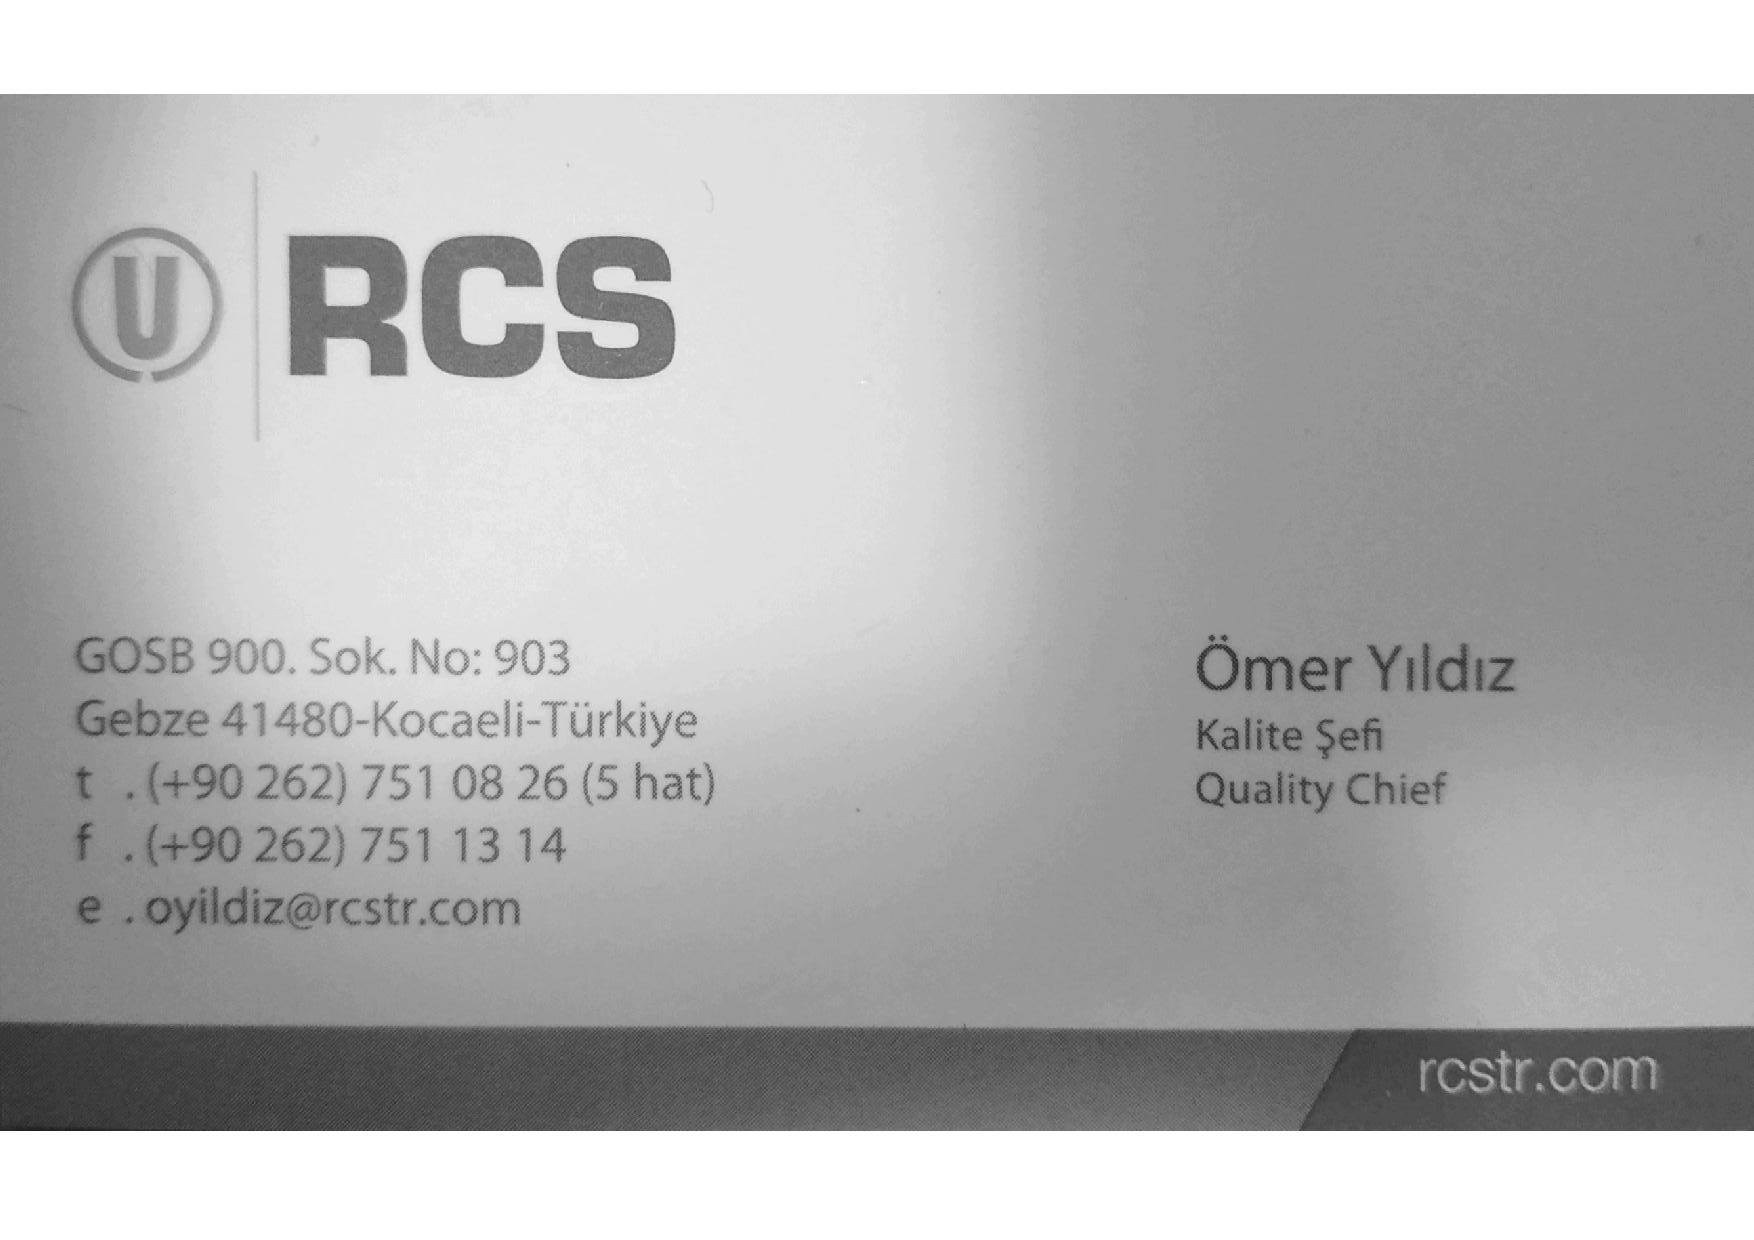 U RCS
GOSB 900. Sok. No: 903
Gebze 41480-Kocaeli-Türkiye
t . (+90 262) 751 08 26 (5 hat)
f . (+90 262) 751 13 14
e . oyildiz@rcstr.com
Ömer Yıldız
Kalite Şefi
Quality Chief
rcstr.com